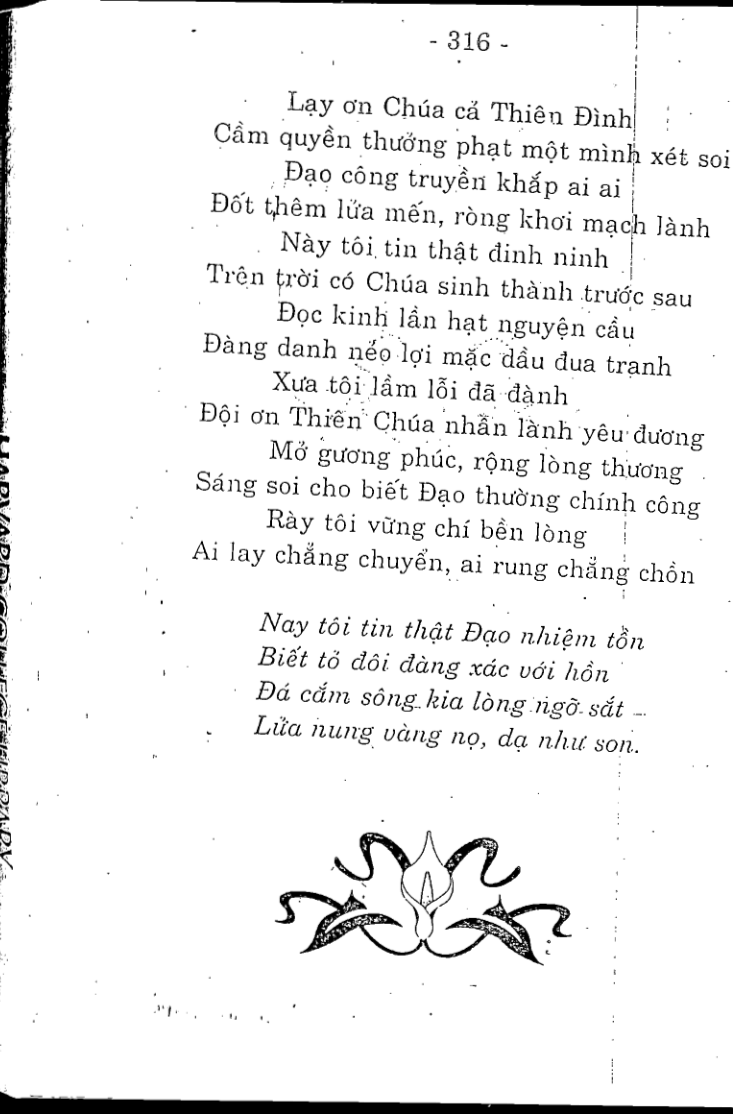 - 316 -
Lạy ơn Chúa cả Thiên Đình
Cầm quyền thưởng phạt một mình xét soi
Đạo công truyền khắp ai ai
Đốt thêm lửa mến, ròng khơi mạch lành
Này tôi tin thật đinh ninh
Trên trời có Chúa sinh thành trước sau
Đọc kinh lần hạt nguyện cầu
Đàng danh nẻo lợi mặc dầu đua tranh
Xưa tôi lầm lỗi đã đành
Đội ơn Thiên Chúa nhân lành yêu đương
Mở gương phúc, rộng lòng thương
Sáng soi cho biết Đạo thường chính công
Rày tôi vững chí bền lòng
Ai lay chẳng chuyển, ai rung chẳng chồn
Nay tôi tin thật Đạo nhiệm tồn
Biết tỏ đôi đàng xác với hồn
Đá cắm sông kia lòng ngỡ sắt
Lửa nung vàng nọ, dạ như son.